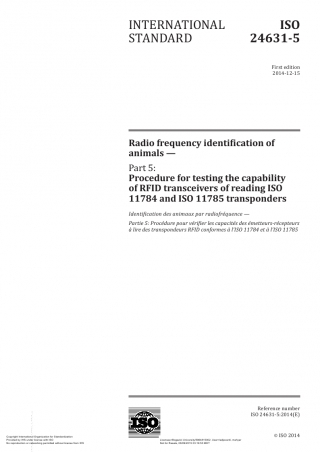 INTERNATIONAL STANDARD
ISO 24631-5
First edition
2014-12-15
Radio frequency identification of
animals —
Part 5:
Procedure for testing the capability
of RFID transceivers of reading ISO
11784 and ISO 11785 transponders
Identification des animaux par radiofréquence —
Partie 5: Procédure pour vérifier les capacités des émetteurs-récepteurs
à lire des transpondeurs RFID conformes à l'ISO 11784 et à l'ISO 11785
Reference number
ISO 24631-5:2014(E)
ISO
© ISO 2014